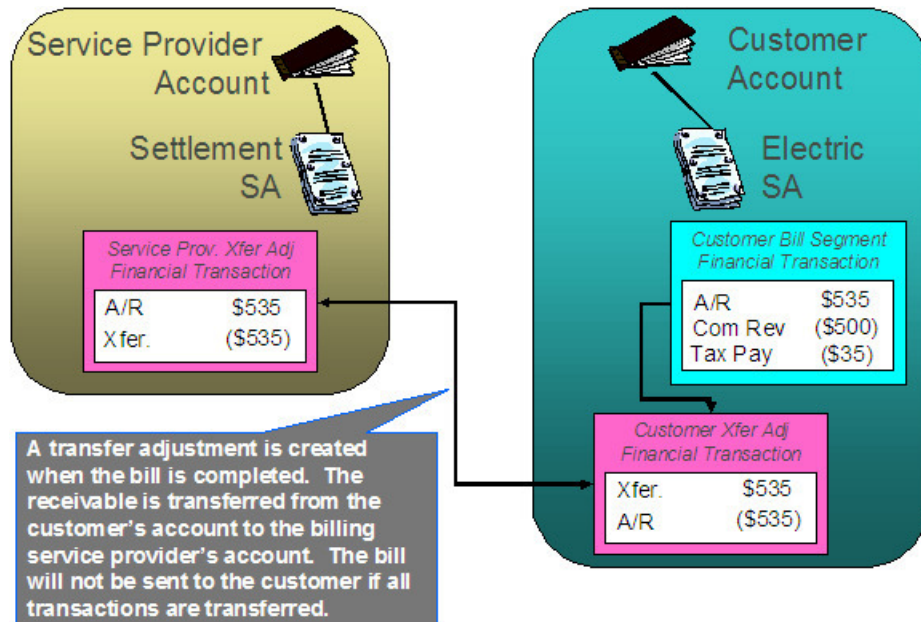 Service Provider
Account
Settlement
SA
Service Prov. Xfer Adj
Financial Transaction
A/R $535
Xfer. ($535)
Customer
Account
Electric
SA
Customer Bill Segment
Financial Transaction
A/R $535
Com Rev ($500)
Tax Pay ($35)
Customer Xfer Adj
Financial Transaction
Xfer. $535
A/R ($535)
A transfer adjustment is created
when the bill is completed. The
receivable is transferred from the
customer's account to the billing
service provider's account. The bill
will not be sent to the customer if all
transactions are transferred.